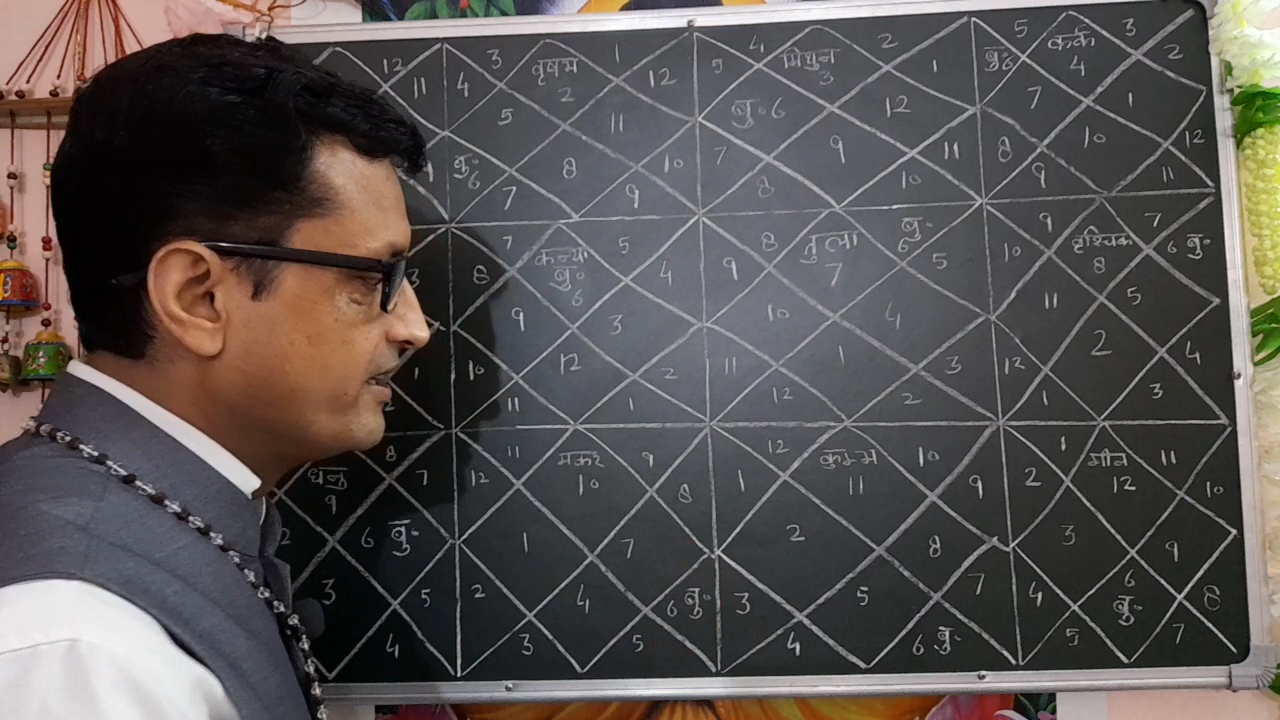 12
11
3 वृषभ 1
4 2 12
5 11
बु॰ 8 10
6 7 9
4 मिथुन 2
5 3 1
बु॰ 6 12
7 9 11
8 10
5 कर्क 3
बु॰6 4 2
7 1
8 10 12
9 11
3
1
2
7 कन्या 5
8 बु॰ 4
6
9 3
10 12 2
11 1
8 तुला बु॰
6
9 7 5
10 4
11 1 3
12 2
9 वृश्चिक 7
10 8 6 बु॰
11 5
12 2 4
1 3
धनु 8
9 7
2 6 बु॰
3 5
4
11 मकर 9
12 10 8
1 7
2 4 6 बु॰
3 5
12 कुम्भ 10
1 11 9
2 8
3 5 7
4 6 बु॰
1 मीन 11
2 12 10
3 9
4 6 8
बु॰
5 7